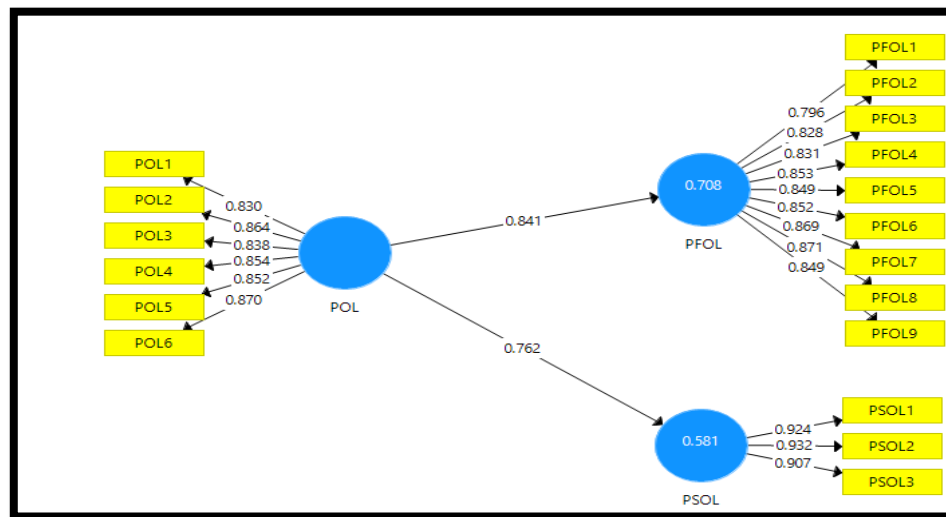 POL1
POL2
POL3
POL4
POL5
POL6
0.830
0.864
0.838
0.854
0.852
0.870
POL
0.841
0.762
0.708
PFOL
0.796
0.828
0.831
0.853
0.849
0.852
0.869
0.871
0.849
PFOL1
PFOL2
PFOL3
PFOL4
PFOL5
PFOL6
PFOL7
PFOL8
PFOL9
0.581
PSOL
0.924
0.932
0.907
PSOL1
PSOL2
PSOL3